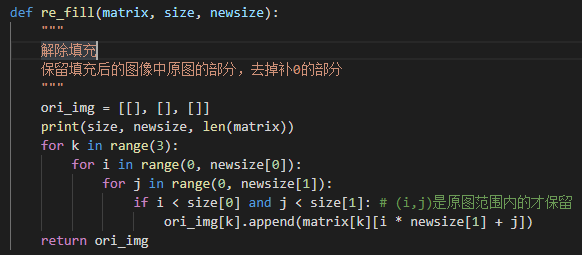 def re_fill(matrix, size, newsize):
    """
    解除填充
    保留填充后的图像中原图的部分，去掉补0的部分
    """
    ori_img = [[], [], []]
    print(size, newsize, len(matrix))
    for k in range(3):
        for i in range(0, newsize[0]):
            for j in range(0, newsize[1]):
                if i < size[0] and j < size[1]: # (i,j)是原图范围内的才保留
                    ori_img[k].append(matrix[k][i * newsize[1] + j])
    return ori_img